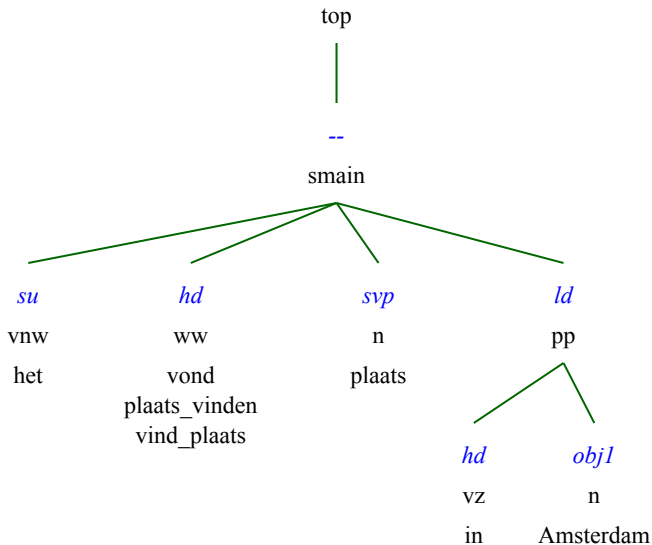 top
--
smain
su hd svp ld
vnw ww n pp
het vond plaats
plaats_vinden
vind_plaats
hd obj1
vz n
in Amsterdam